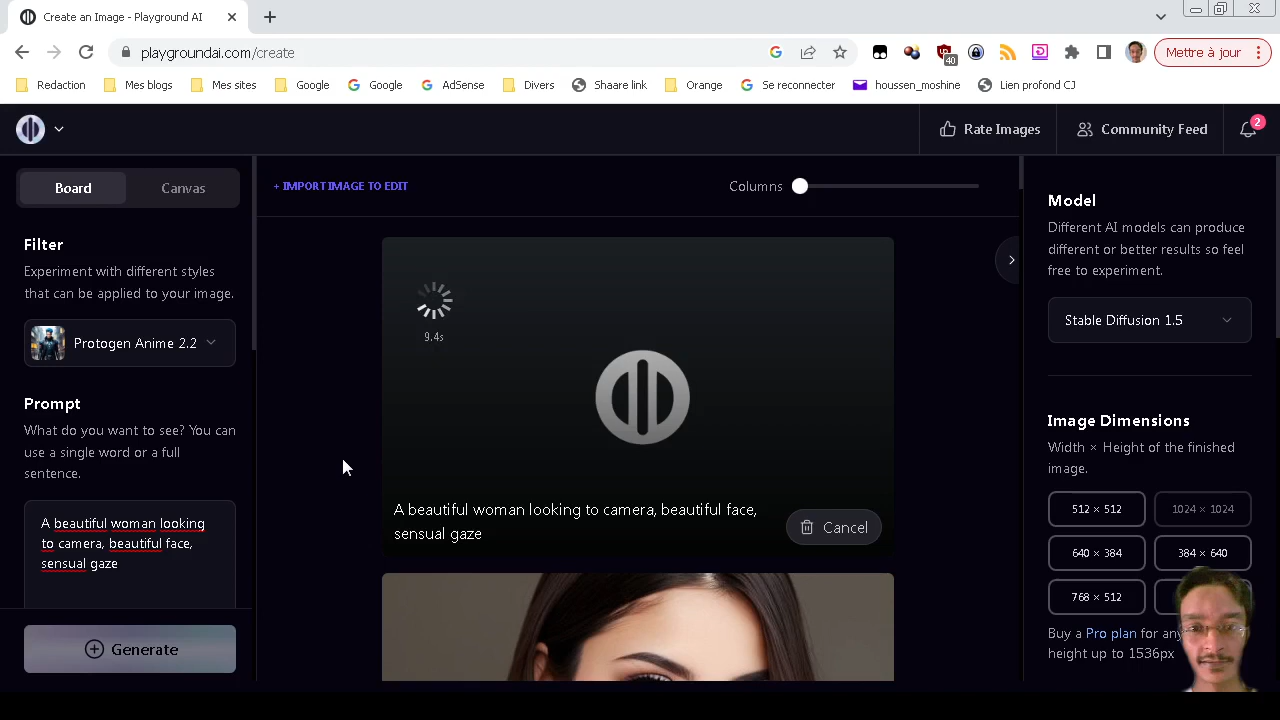 Create an Image - Playground AI
playgroundai.com/create
40
Mettre à jour
Redaction
Mes blogs
Mes sites
Google
Google
AdSense
Divers
Shaare link
Orange
Se reconnecter
houssen_moshine
Lien profond CJ
Rate Images
Community Feed
2
Board
Canvas
+ IMPORT IMAGE TO EDIT
Columns
Filter
Experiment with different styles
that can be applied to your image.
Protogen Anime 2.2
Prompt
What do you want to see? You can
use a single word or a full
sentence.
A beautiful woman looking
to camera, beautiful face,
sensual gaze
Generate
9.4s
A beautiful woman looking to camera, beautiful face,
sensual gaze
Cancel
Model
Different AI models can produce
different or better results so feel
free to experiment.
Stable Diffusion 1.5
Image Dimensions
Width × Height of the finished
image.
512 × 512
1024 × 1024
640 × 384
384 × 640
768 × 512
Buy a Pro plan for any
height up to 1536px